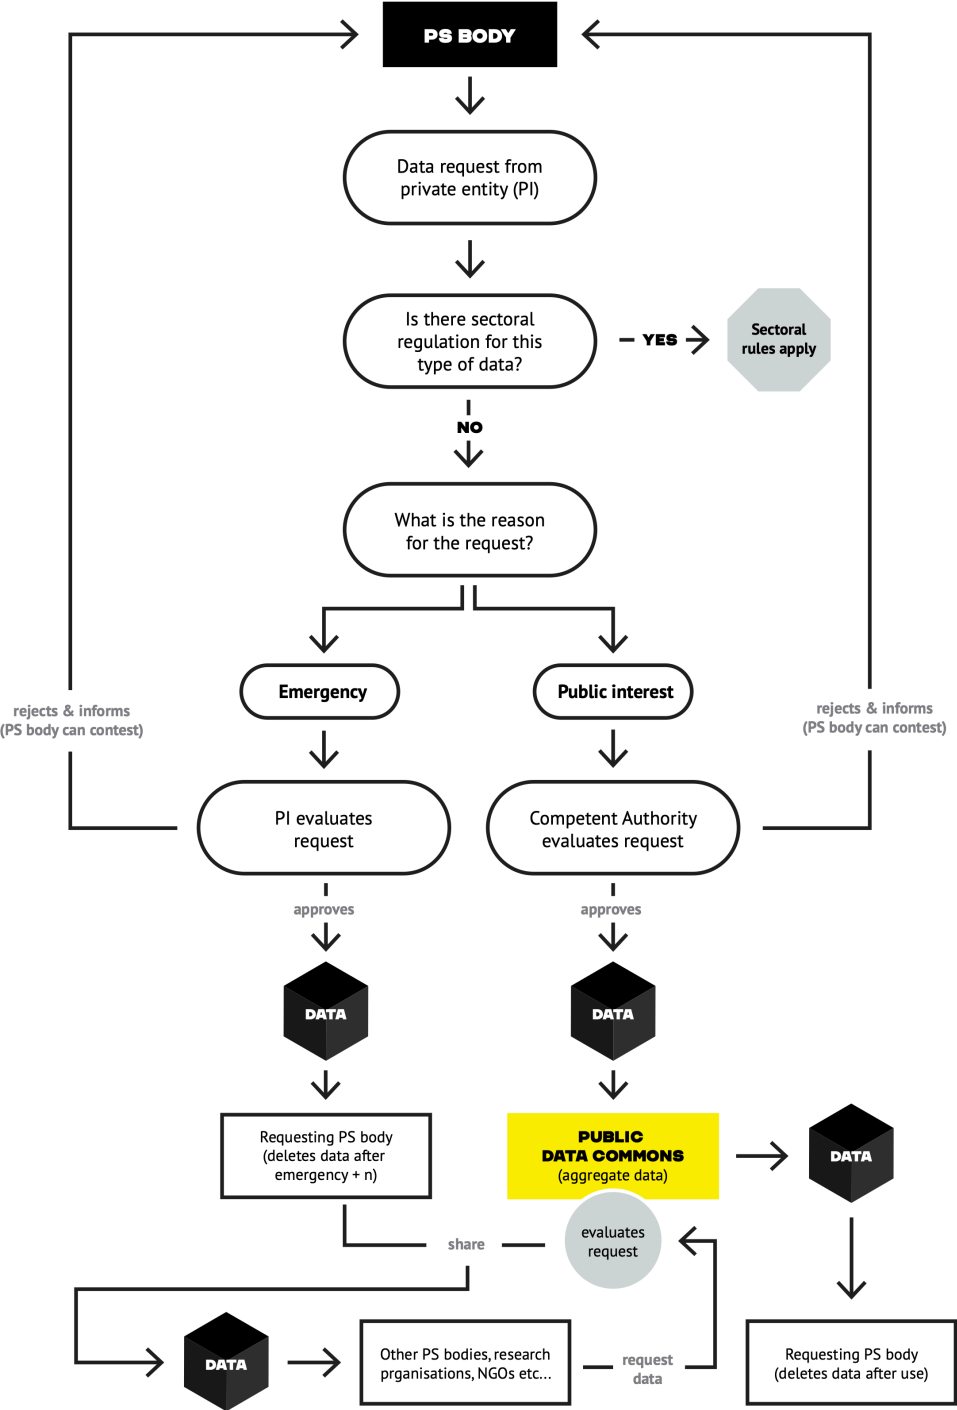 PS BODY
Data request from
private entity (PI)
Is there sectoral
regulation for this
type of data?
YES
Sectoral
rules apply
NO
What is the reason
for the request?
Emergency
Public interest
rejects & informs
(PS body can contest)
rejects & informs
(PS body can contest)
PI evaluates
request
Competent Authority
evaluates request
approves
approves
DATA
DATA
Requesting PS body
(deletes data after
emergency + n)
PUBLIC
DATA COMMONS
(aggregate data)
DATA
evaluates
request
share
DATA
Other PS bodies, research
prganisations, NGOs etc...
request
data
Requesting PS body
(deletes data after use)